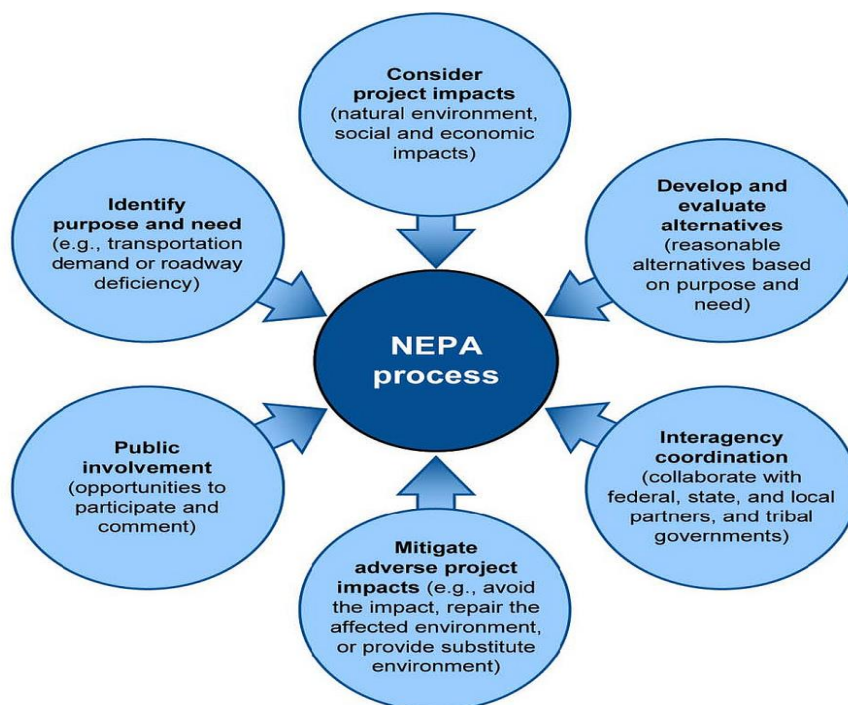 Consider
project impacts
(natural environment,
social and economic
impacts)
Identify
purpose and need
(e.g., transportation
demand or roadway
deficiency)
Develop and
evaluate alternatives
(reasonable
alternatives based
on purpose and
need)
NEPA
process
Public
involvement
(opportunities to
participate and
comment)
Interagency
coordination
(collaborate with
federal, state, and local
partners, and tribal
governments)
Mitigate
adverse project
impacts (e.g., avoid
the impact, repair the
affected environment,
or provide substitute
environment)